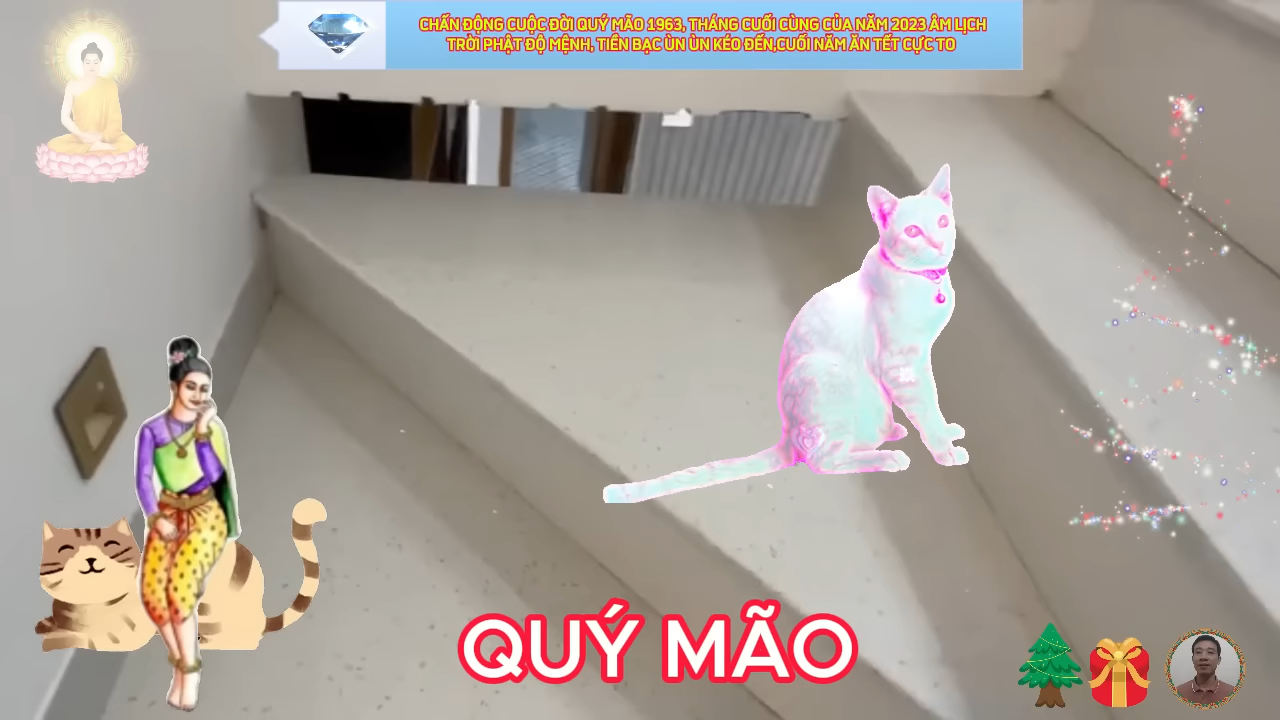 CHẤN ĐỘNG CUỘC ĐỜI QUÝ MÃO 1963, THÁNG CUỐI CÙNG CỦA NĂM 2023 ÂM LỊCH
TRỜI PHẬT ĐỘ MỆNH, TIỀN BẠC ÙN ÙN KÉO ĐẾN,CUỐI NĂM ĂN TẾT CỰC TO
QUÝ MÃO